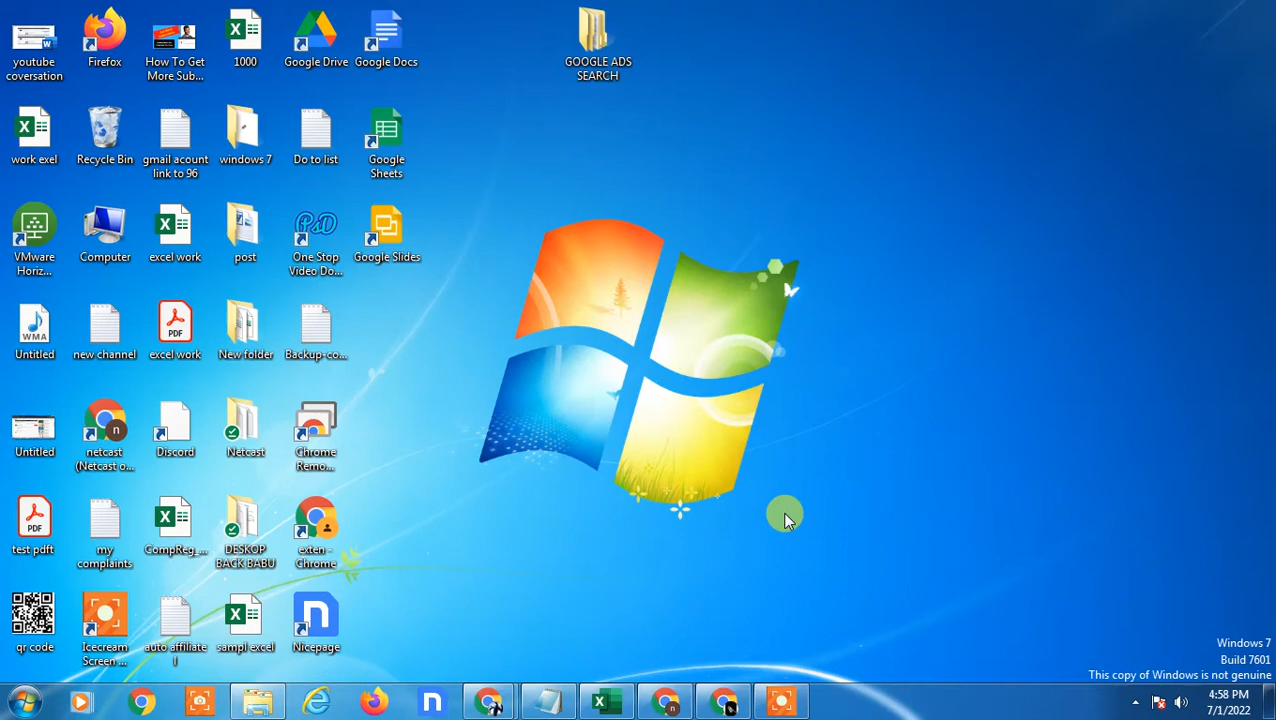 youtube
coversation
Firefox
How To Get
More Sub...
1000
Google Drive
Google Docs
GOOGLE ADS
SEARCH
work exel
Recycle Bin
gmail acount
link to 96
windows 7
Do to list
Google
Sheets
VMware
Horiz...
Computer
excel work
post
PSD
One Stop
Video Do...
Google Slides
WMA
Untitled
new channel
PDF
excel work
New folder
Backup-co...
Untitled
n
netcast
(Netcast o...
Discord
Netcast
Chrome
Remo...
PDF
test pdft
my
complaints
CompReg_...
DESKOP
BACK BABU
exten -
Chrome
qr code
Icecream
Screen ...
auto affiliate
l
sampl excel
Nicepage
Windows 7
Build 7601
This copy of Windows is not genuine
4:58 PM
7/1/2022